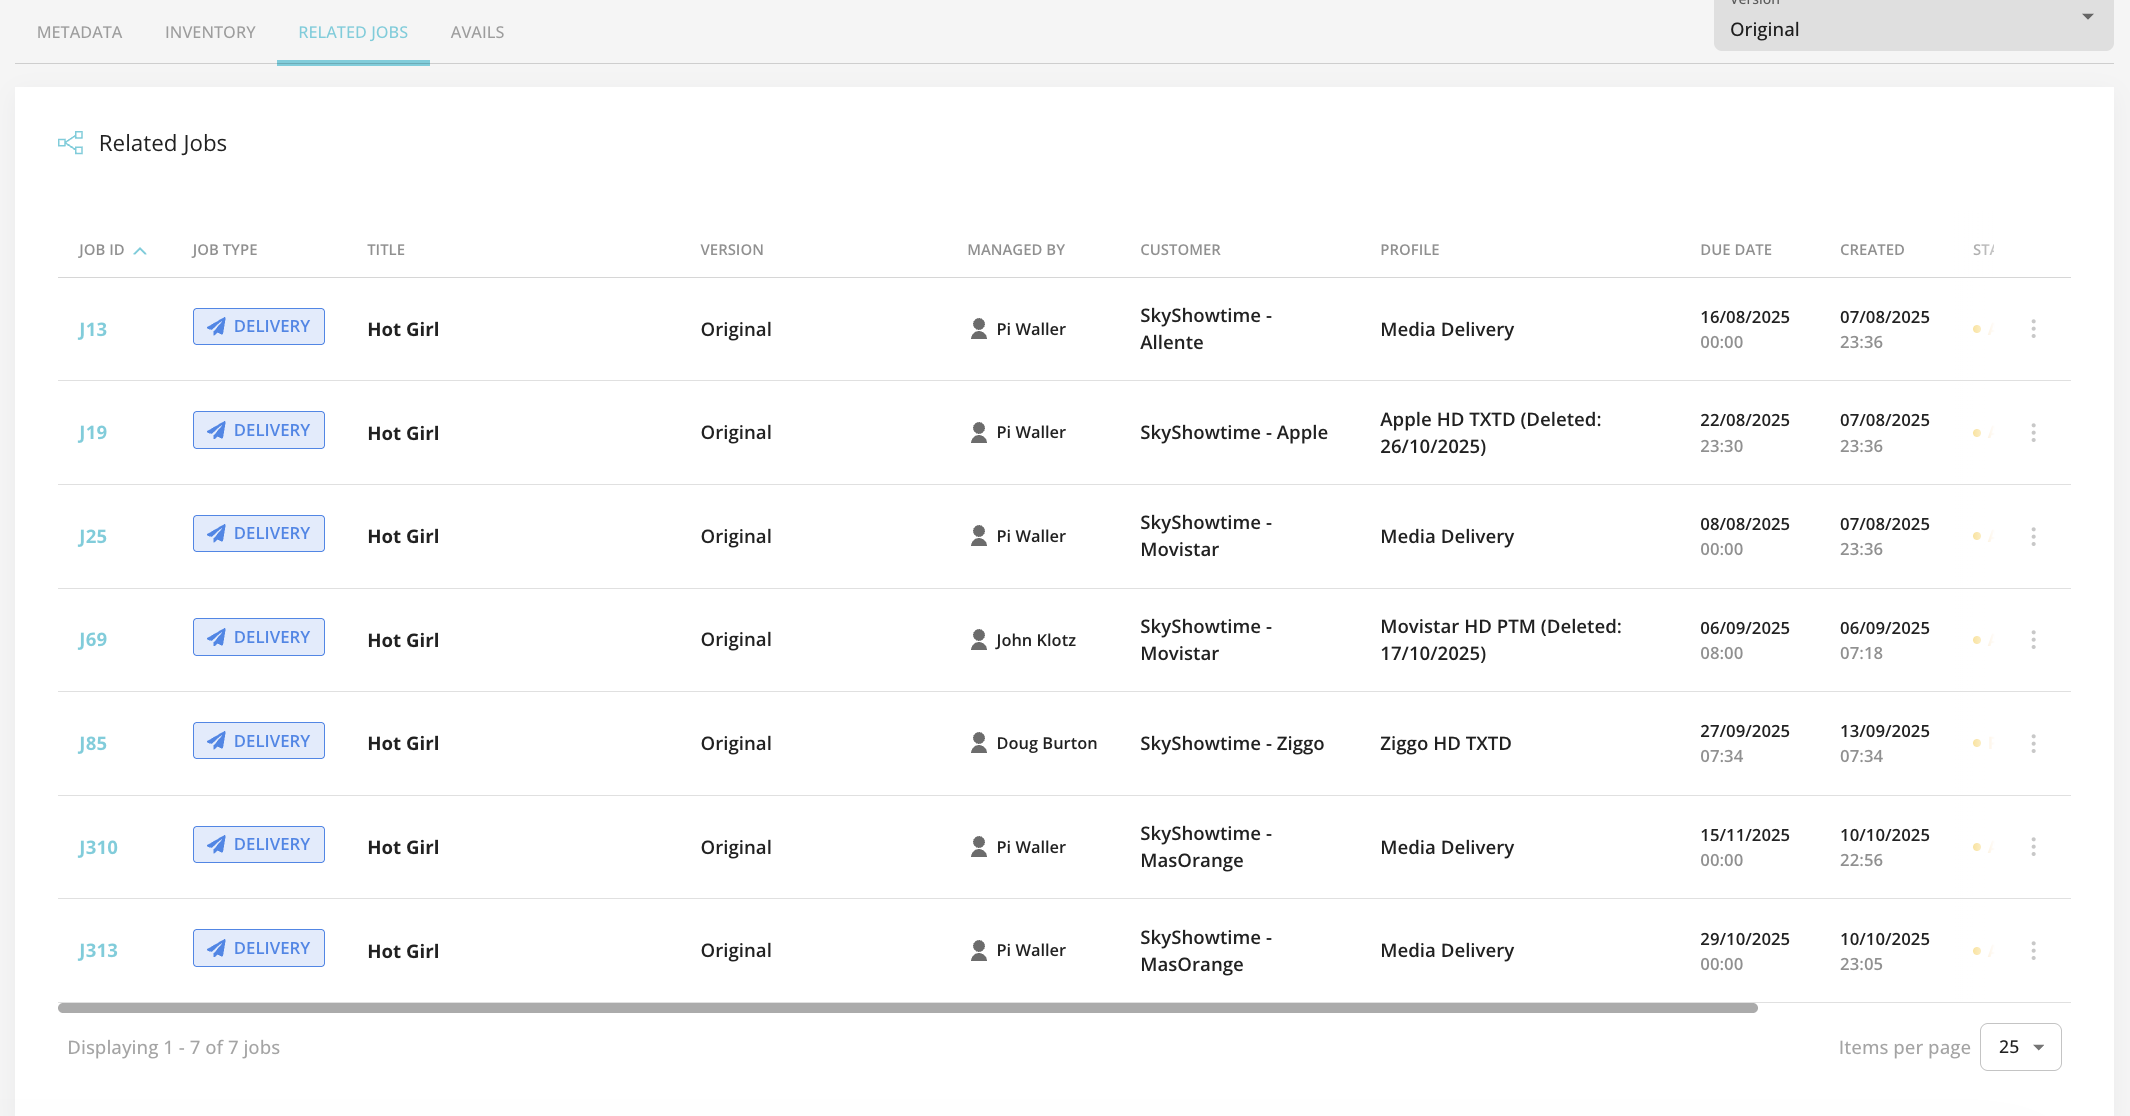 METADATA INVENTORY RELATED JOBS AVAILS
Version
Original
Related Jobs
JOB ID JOB TYPE TITLE VERSION MANAGED BY CUSTOMER PROFILE DUE DATE CREATED STA
J13 DELIVERY Hot Girl Original Pi Waller SkyShowtime - Allente Media Delivery 16/08/2025 00:00 07/08/2025 23:36
J19 DELIVERY Hot Girl Original Pi Waller SkyShowtime - Apple Apple HD TXTD (Deleted: 26/10/2025) 22/08/2025 23:30 07/08/2025 23:36
J25 DELIVERY Hot Girl Original Pi Waller SkyShowtime - Movistar Media Delivery 08/08/2025 00:00 07/08/2025 23:36
J69 DELIVERY Hot Girl Original John Klotz SkyShowtime - Movistar Movistar HD PTM (Deleted: 17/10/2025) 06/09/2025 08:00 06/09/2025 07:18
J85 DELIVERY Hot Girl Original Doug Burton SkyShowtime - Ziggo Ziggo HD TXTD 27/09/2025 07:34 13/09/2025 07:34
J310 DELIVERY Hot Girl Original Pi Waller SkyShowtime - MasOrange Media Delivery 15/11/2025 00:00 10/10/2025 22:56
J313 DELIVERY Hot Girl Original Pi Waller SkyShowtime - MasOrange Media Delivery 29/10/2025 00:00 10/10/2025 23:05
Displaying 1 - 7 of 7 jobs Items per page 25